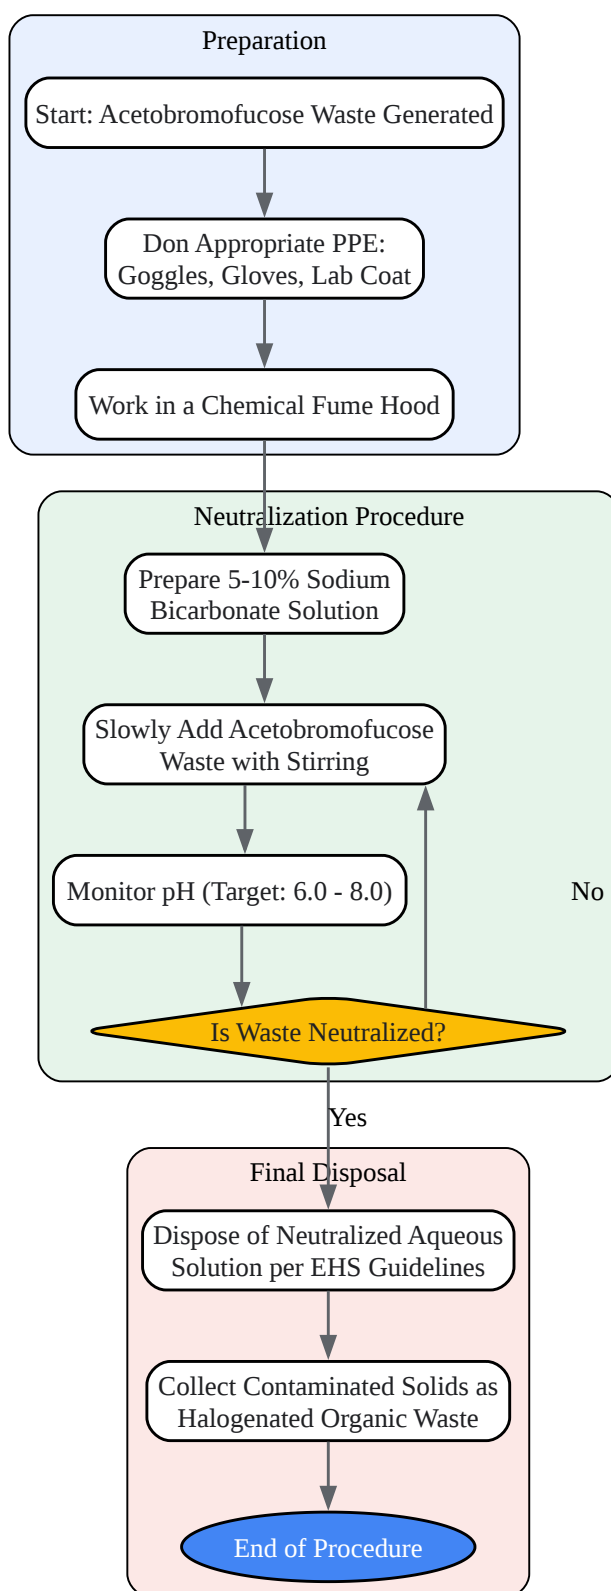 Preparation
Start: Acetobromofucose Waste Generated
Don Appropriate PPE:
Goggles, Gloves, Lab Coat
Work in a Chemical Fume Hood
Neutralization Procedure
Prepare 5-10% Sodium
Bicarbonate Solution
Slowly Add Acetobromofucose
Waste with Stirring
Monitor pH (Target: 6.0 - 8.0)
No
Is Waste Neutralized?
Yes
Final Disposal
Dispose of Neutralized Aqueous
Solution per EHS Guidelines
Collect Contaminated Solids as
Halogenated Organic Waste
End of Procedure